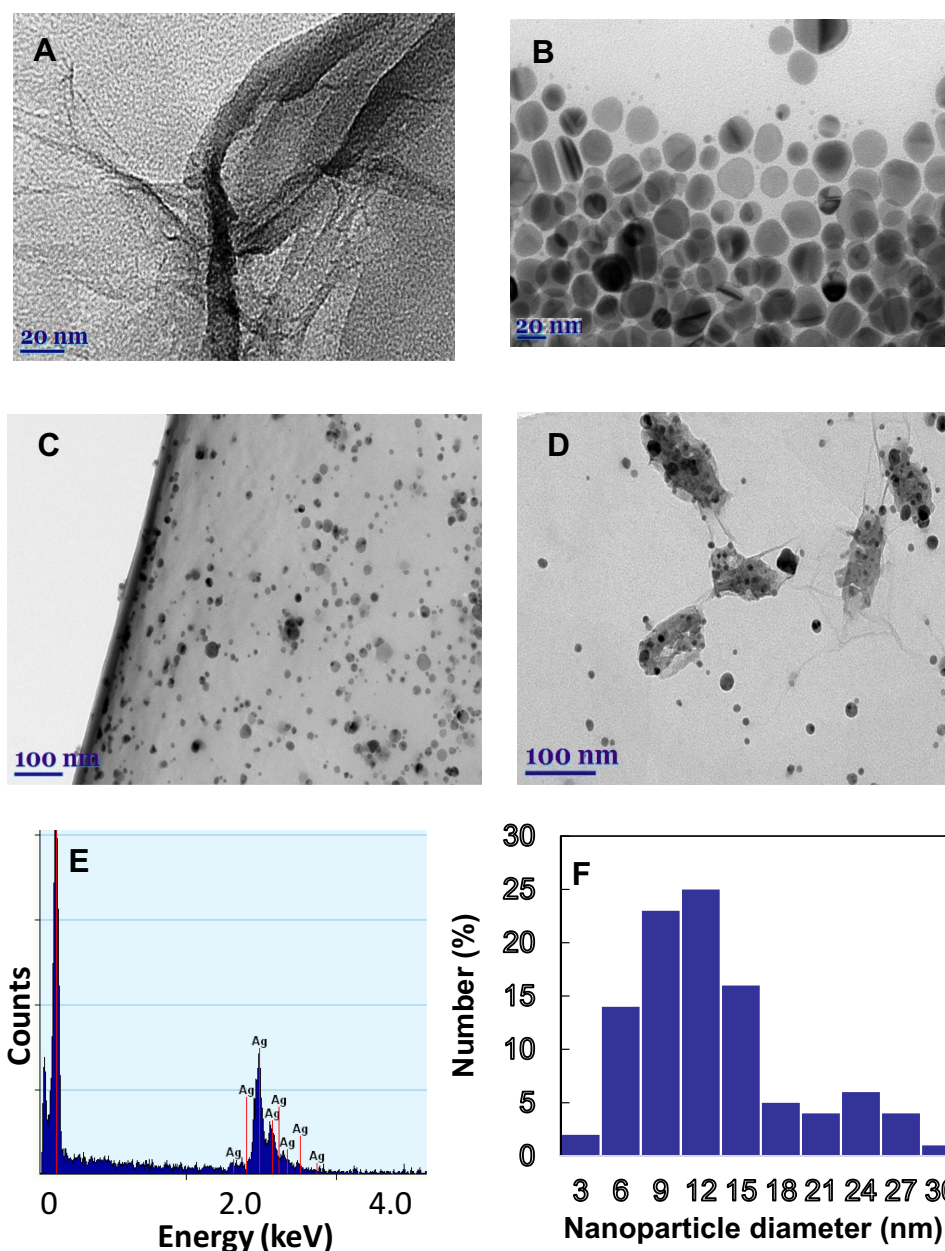 A
20 nm
B
20 nm
C
100 nm
D
100 nm
E
Counts
Ag
Ag
Ag
Ag
Ag
Ag
Ag
0 2.0 4.0
Energy (keV)
F
Number (%)
30
25
20
15
10
5
0
3 6 9 12 15 18 21 24 27 30
Nanoparticle diameter (nm)